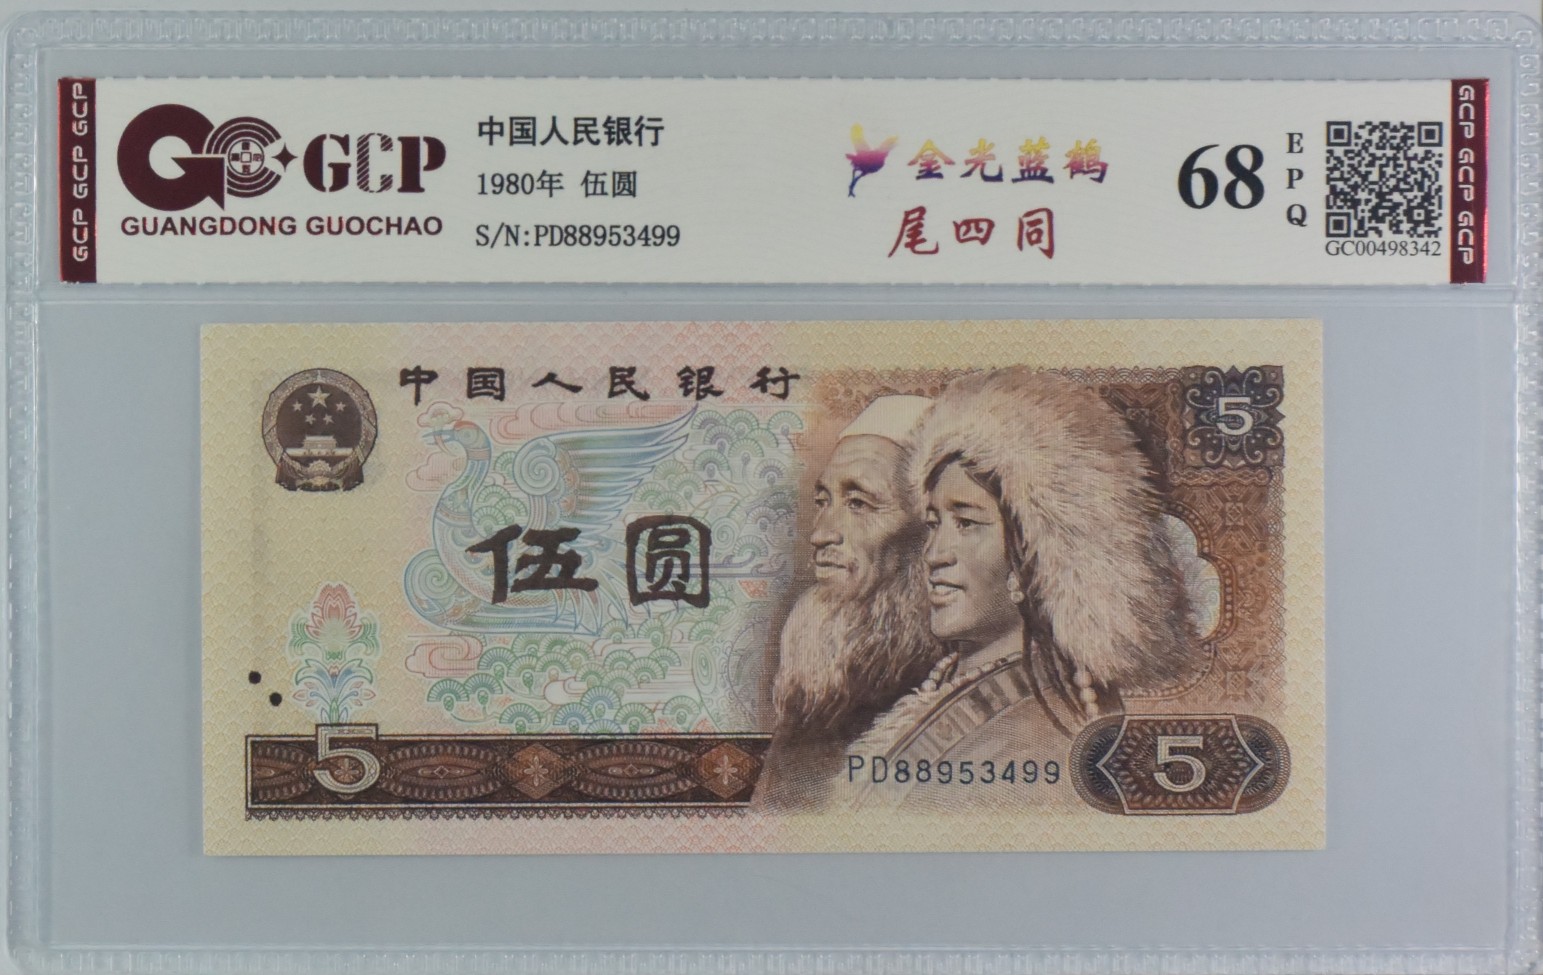 GCP GCP GCP
GCP
GUANGDONG GUOCHAO
中国人民银行
1980年 伍圆
S/N:PD88953499
金光蓝鹤
尾四同
68
EPQ
GC00498342
GCP GCP GCP
中国人民银行
5
伍圆
5
PD88953499
5